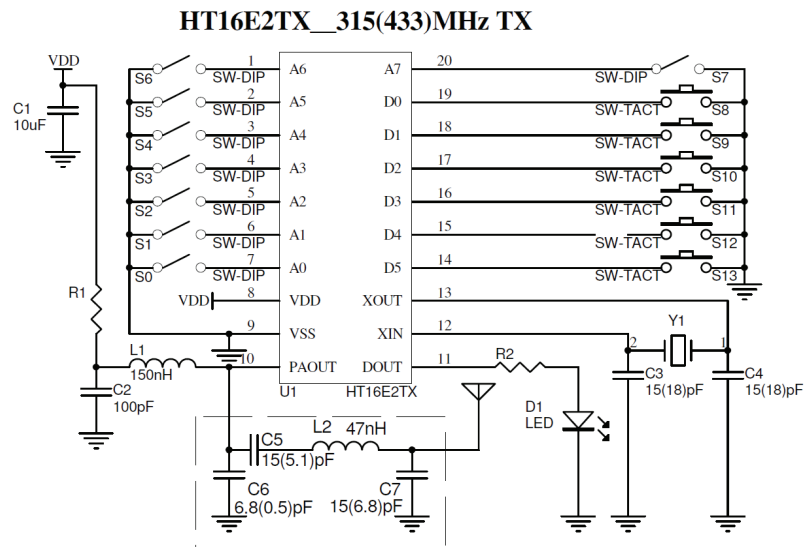 HT16E2TX__315(433)MHz TX
VDD
C1
10uF
R1
S6 SW-DIP 1 A6
S5 SW-DIP 2 A5
S4 SW-DIP 3 A4
S3 SW-DIP 4 A3
S2 SW-DIP 5 A2
S1 SW-DIP 6 A1
S0 SW-DIP 7 A0
VDD 8 VDD
9 VSS
10 PAOUT
A7 20 SW-DIP S7
D0 19 SW-TACT S8
D1 18 SW-TACT S9
D2 17 SW-TACT S10
D3 16 SW-TACT S11
D4 15 SW-TACT S12
D5 14 SW-TACT S13
XOUT 13
XIN 12
DOUT 11
U1 HT16E2TX
L1
150nH
C2
100pF
R2
D1
LED
Y1
2 1
C3
15(18)pF
C4
15(18)pF
L2 47nH
C5
15(5.1)pF
C6
6.8(0.5)pF
C7
15(6.8)pF